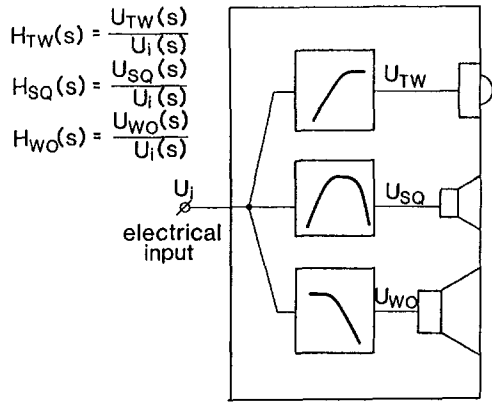 H_TW(s) = U_TW(s) / U_i(s)
H_SQ(s) = U_SQ(s) / U_i(s)
H_WO(s) = U_WO(s) / U_i(s)
U_TW
U_i
U_SQ
electrical
input
U_WO